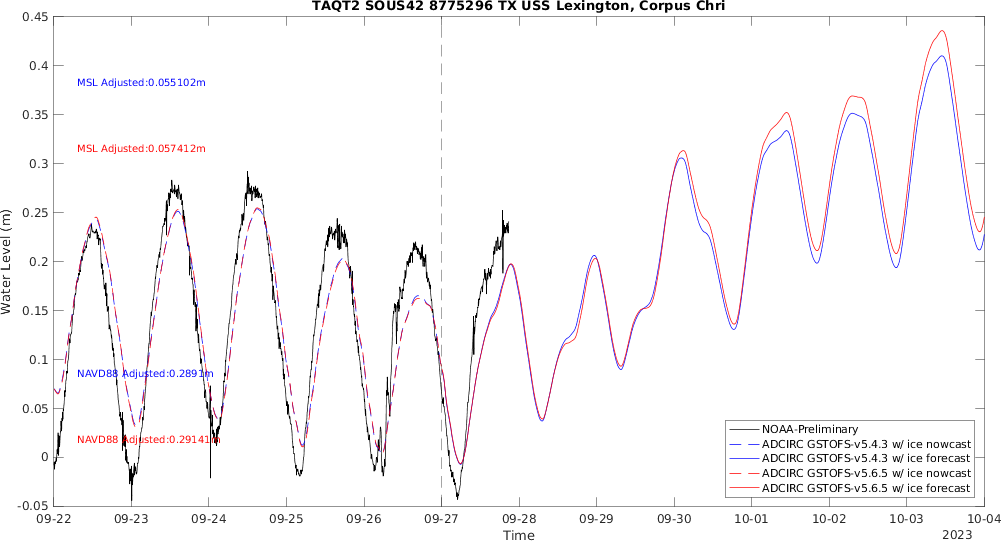 TAQT2 SOUS42 8775296 TX USS Lexington, Corpus Chri
0.45
0.4
0.35
0.3
0.25
0.2
0.15
0.1
0.05
0
-0.05
Water Level (m)
MSL Adjusted:0.055102m
MSL Adjusted:0.057412m
NAVD88 Adjusted:0.2891m
NAVD88 Adjusted:0.29141m
NOAA-Preliminary
ADCIRC GSTOFS-v5.4.3 w/ ice nowcast
ADCIRC GSTOFS-v5.4.3 w/ ice forecast
ADCIRC GSTOFS-v5.6.5 w/ ice nowcast
ADCIRC GSTOFS-v5.6.5 w/ ice forecast
09-22 09-23 09-24 09-25 09-26 09-27 09-28 09-29 09-30 10-01 10-02 10-03 10-04
Time
2023